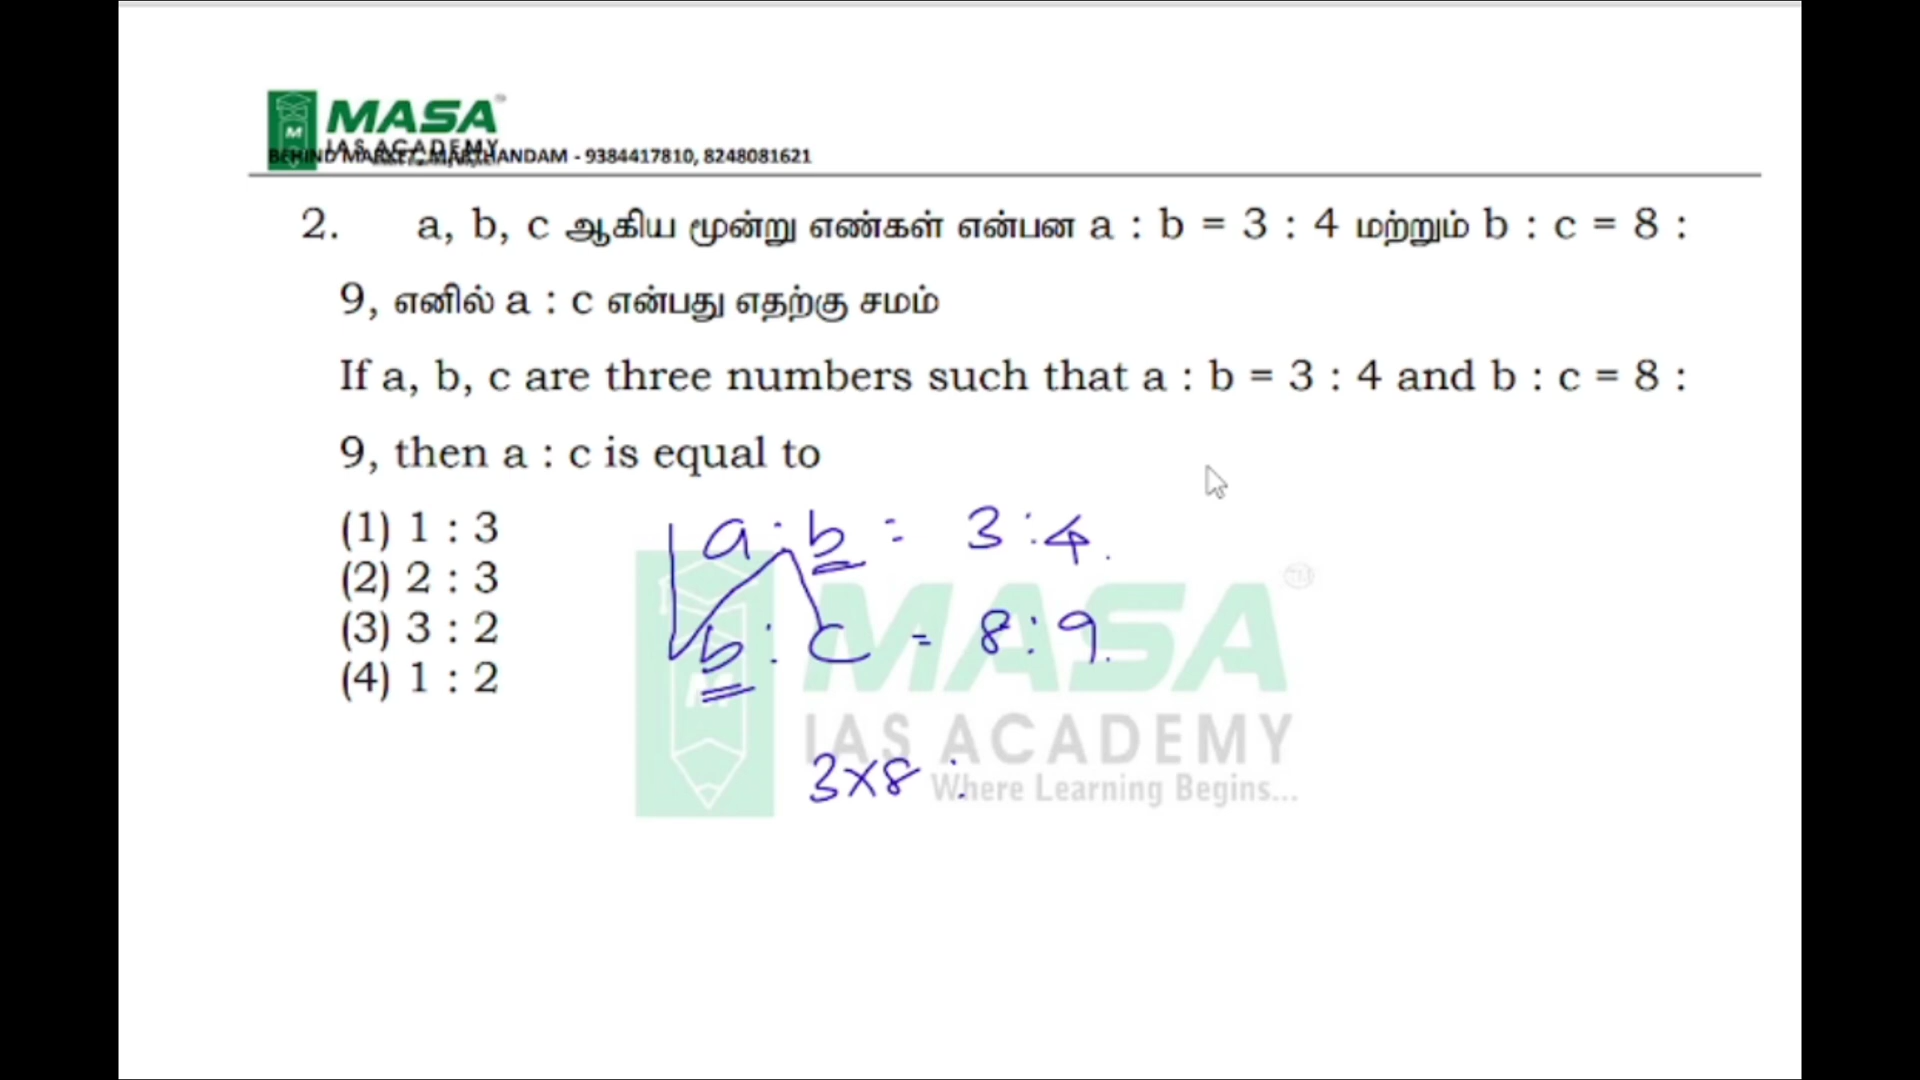 MASA
IAS ACADEMY
BEHIND MARKET, MARTHANDAM - 9384417810, 8248081621
2. a, b, c ஆகிய மூன்று எண்கள் என்பன a : b = 3 : 4 மற்றும் b : c = 8 :
9, எனில் a : c என்பது எதற்கு சமம்
If a, b, c are three numbers such that a : b = 3 : 4 and b : c = 8 :
9, then a : c is equal to
(1) 1 : 3
(2) 2 : 3
(3) 3 : 2
(4) 1 : 2
a : b = 3 : 4.
b : c = 8 : 9.
3×8 :
MASA
IAS ACADEMY
Where Learning Begins...